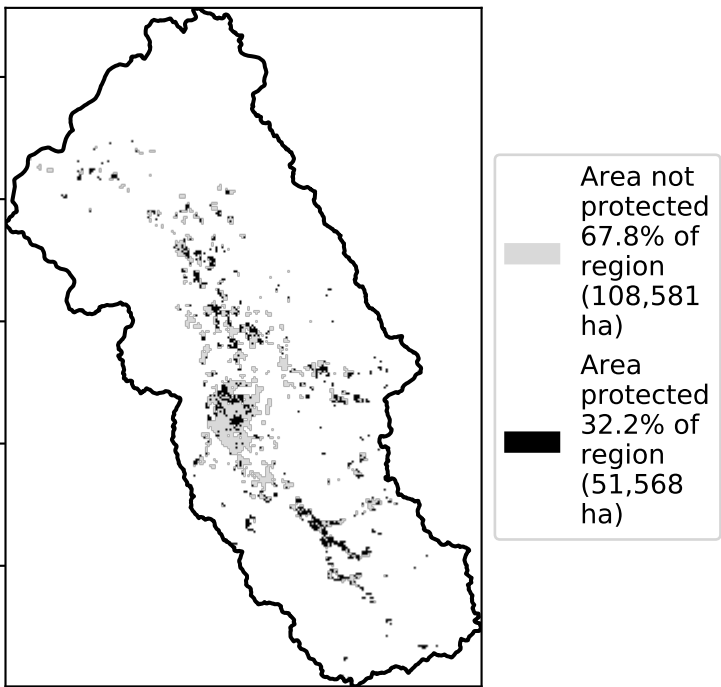 Area not
protected
67.8% of
region
(108,581
ha)
Area
protected
32.2% of
region
(51,568
ha)